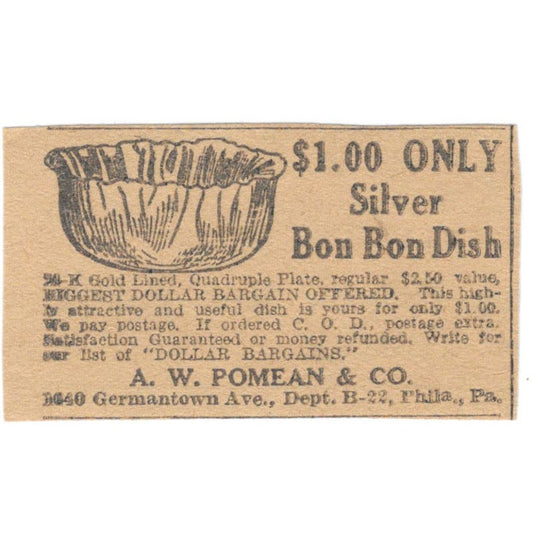 $1.00 ONLY
Silver
Bon Bon Dish
K Gold Lined, Quadruple Plate, regular $2.50 value,
BIGGEST DOLLAR BARGAIN OFFERED. This high-
ly attractive and useful dish is yours for only $1.00.
We pay postage. If ordered C. O. D., postage extra.
Satisfaction Guaranteed or money refunded. Write for
our list of "DOLLAR BARGAINS."
A. W. POMEAN & CO.
Germantown Ave., Dept. B-22, Phila., Pa.